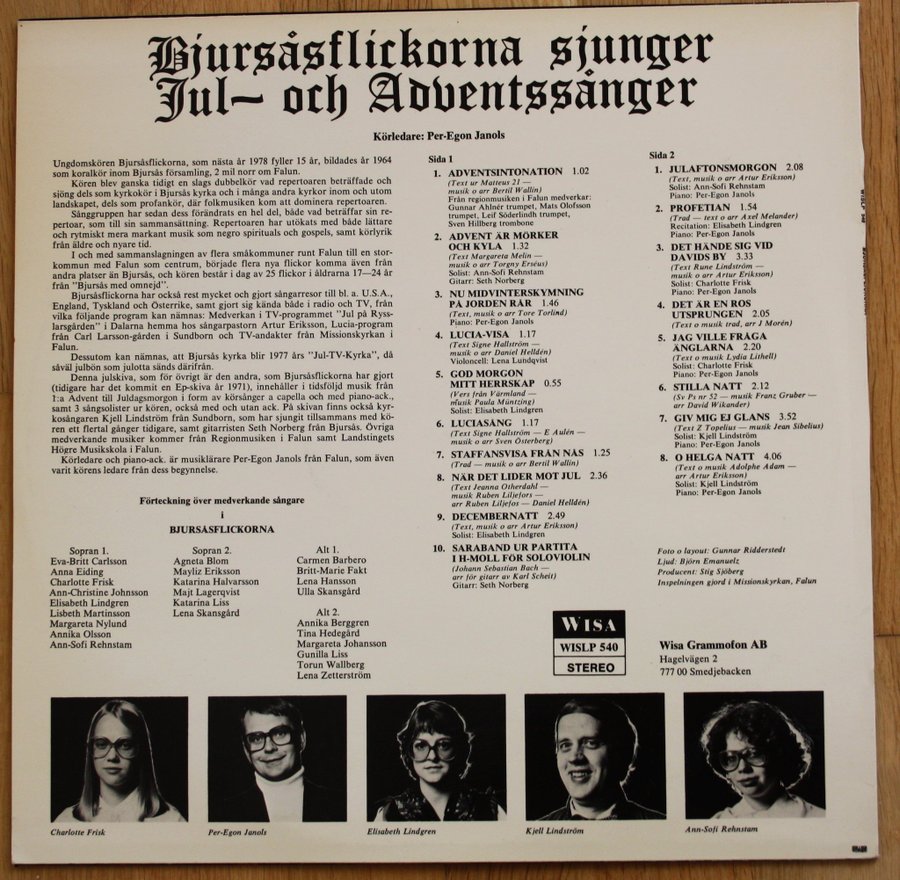 Bjursåsflickorna sjunger
Jul- och Adventssånger
Körledare: Per-Egon Janols
Ungdomskören Bjursåsflickorna, som nästa år 1978 fyller 15 år, bildades år 1964
som koralkör inom Bjursås församling, 2 mil norr om Falun.
Kören blev ganska tidigt en slags dubbelkör vad repertoaren beträffade och
sjöng dels som kyrkokör i Bjursås kyrka och i många andra kyrkor inom och utom
landskapet, dels som profankör, där folkmusiken kom att dominera repertoaren.
Sånggruppen har sedan dess förändrats en hel del, både vad beträffar sin re-
pertoar, som till sin sammansättning. Repertoaren har utökats med både lättare
och rytmiskt mera markant musik som negro spirituals och gospels, samt körlyrik
från äldre och nyare tid.
I och med sammanslagningen av flera småkommuner runt Falun till en stor-
kommun med Falun som centrum, började flera nya flickor komma även från
andra platser än Bjursås, och kören består i dag av 25 flickor i åldrarna 17—24 år
från "Bjursås med omnejd".
Bjursåsflickorna har också rest mycket och gjort sångarresor till bl. a. U.S.A.,
England, Tyskland och Österrike, samt gjort sig kända både i radio och TV, från
vilka följande program kan nämnas: Medverkan i TV-programmet "Jul på Ryss-
larsgården" i Dalarna hemma hos sångarpastorn Artur Eriksson, Lucia-program
från Carl Larsson-gården i Sundborn och TV-andakter från Missionskyrkan i
Falun.
Dessutom kan nämnas, att Bjursås kyrka blir 1977 års "Jul-TV-Kyrka", då
såväl julbön som julotta sänds därifrån.
Denna julskiva, som för övrigt är den andra, som Bjursåsflickorna har gjort
(tidigare har det kommit en Ep-skiva år 1971), innehåller i tidsföljd musik från
1:a Advent till Juldagsmorgon i form av körsånger a capella och med piano-ack.,
samt 3 sångsolister ur kören, också med och utan ack. På skivan finns också kyr-
kosångaren Kjell Lindström från Sundborn, som har sjungit tillsammans med kö-
ren ett flertal gånger tidigare, samt gitarristen Seth Norberg från Bjursås. Övriga
medverkande musiker kommer från Regionmusiken i Falun samt Landstingets
Högre Musikskola i Falun.
Körledare och piano-ack. är musiklärare Per-Egon Janols från Falun, som även
varit körens ledare från dess begynnelse.
Förteckning över medverkande sångare
i
BJURSÅSFLICKORNA
Sopran 1.
Eva-Britt Carlsson
Anna Eiding
Charlotte Frisk
Ann-Christine Johnsson
Elisabeth Lindgren
Lisbeth Martinsson
Margareta Nylund
Annika Olsson
Ann-Sofi Rehnstam
Sopran 2.
Agneta Blom
Mayliz Eriksson
Katarina Halvarsson
Majt Lagerqvist
Katarina Liss
Lena Skansgård
Alt 1.
Carmen Barbero
Britt-Marie Fakt
Lena Hansson
Ulla Skansgård
Alt 2.
Annika Berggren
Tina Hedegård
Margareta Johansson
Gunilla Liss
Torun Wallberg
Lena Zetterström
Sida 1
1. ADVENTSINTONATION 1.02
(Text ur Matteus 21 —
musik o arr Bertil Wallin)
Från regionmusiken i Falun medverkar:
Gunnar Ahlnér trumpet, Mats Olofsson
trumpet, Leif Söderlindh trumpet,
Sven Hillberg trombone
2. ADVENT ÄR MÖRKER
OCH KYLA 1.32
(Text Margareta Melin —
musik o arr Torgny Erséus)
Solist: Ann-Sofi Rehnstam
Gitarr: Seth Norberg
3. NU MIDVINTERSKYMNING
PÅ JORDEN RÅR 1.46
(Text, musik o arr Tore Torlind)
Piano: Per-Egon Janols
4. LUCIA-VISA 1.17
(Text Signe Hallström —
musik o arr Daniel Helldén)
Violoncell: Lena Lundqvist
5. GOD MORGON
MITT HERRSKAP 0.55
(Vers från Värmland —
musik Paula Müntzing)
Solist: Elisabeth Lindgren
6. LUCIASÅNG 1.17
(Text Signe Hallström — E Aulén —
musik o arr Sven Österberg)
7. STAFFANSVISA FRÅN NÅS 1.25
(Trad — musik o arr Bertil Wallin)
8. NÄR DET LIDER MOT JUL 2.36
(Text Jeanna Otherdahl —
musik Ruben Liljefors —
arr Ruben Liljefos — Daniel Helldén)
9. DECEMBERNATT 2.49
(Text, musik o arr Artur Eriksson)
Solist: Elisabeth Lindgren
10. SARABAND UR PARTITA
I H-MOLL FÖR SOLOVIOLIN
(Johann Sebastian Bach —
arr för gitarr av Karl Scheit)
Gitarr: Seth Norberg
Sida 2
1. JULAFTONSMORGON 2.08
(Text, musik o arr Artur Eriksson)
Solist: Ann-Sofi Rehnstam
Piano: Per-Egon Janols
2. PROFETIAN 1.54
(Trad — text o arr Axel Melander)
Recitation: Elisabeth Lindgren
Piano: Per-Egon Janols
3. DET HÄNDE SIG VID
DAVIDS BY 3.33
(Text Rune Lindström —
musik o arr Artur Eriksson)
Solist: Charlotte Frisk
Piano: Per-Egon Janols
4. DET ÄR EN ROS
UTSPRUNGEN 2.05
(Text o musik trad, arr J Morén)
5. JAG VILLE FRÅGA
ÄNGLARNA 2.20
(Text o musik Lydia Lithell)
Solist: Charlotte Frisk
Piano: Per-Egon Janols
6. STILLA NATT 2.12
(Sv Ps nr 52 — musik Franz Gruber —
arr David Wikander)
7. GIV MIG EJ GLANS 3.52
(Text Z Topelius — musik Jean Sibelius)
Solist: Kjell Lindström
Piano: Per-Egon Janols
8. O HELGA NATT 4.06
(Text o musik Adolphe Adam —
arr Artur Eriksson)
Solist: Kjell Lindström
Piano: Per-Egon Janols
Foto o layout: Gunnar Ridderstedt
Ljud: Björn Emanuelz
Producent: Stig Sjöberg
Inspelningen gjord i Missionskyrkan, Falun
WISA
WISLP 540
STEREO
Wisa Grammofon AB
Hagelvägen 2
777 00 Smedjebacken
Charlotte Frisk
Per-Egon Janols
Elisabeth Lindgren
Kjell Lindström
Ann-Sofi Rehnstam